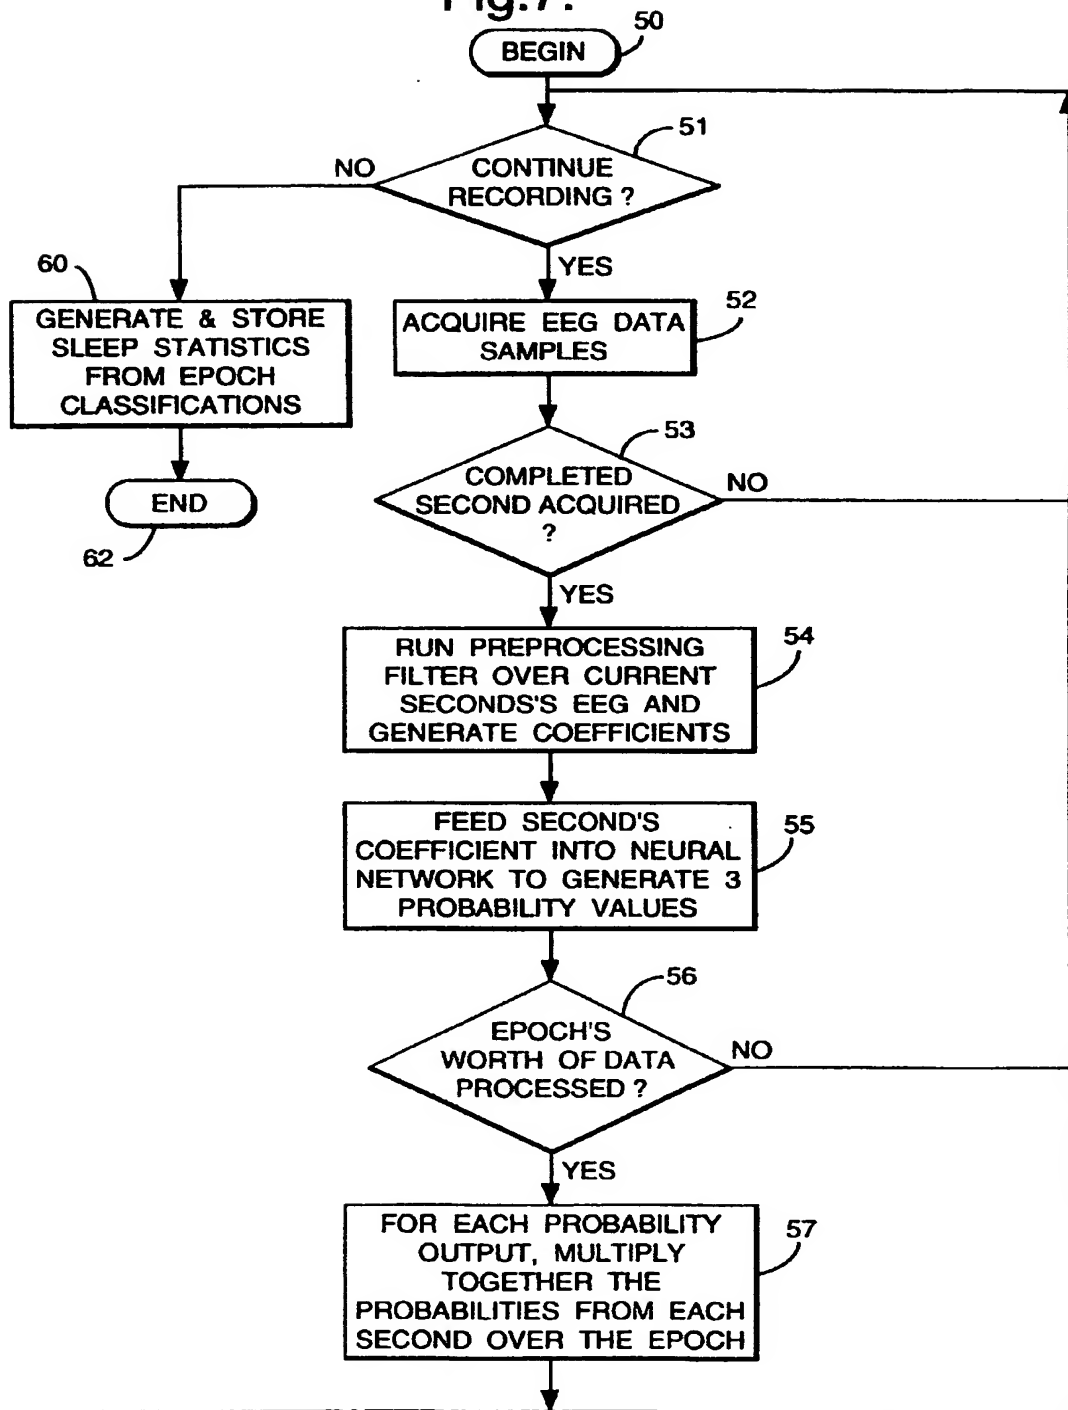 Fig.7.
BEGIN
50
CONTINUE
RECORDING ?
51
NO
YES
60
GENERATE & STORE
SLEEP STATISTICS
FROM EPOCH
CLASSIFICATIONS
ACQUIRE EEG DATA
SAMPLES
52
END
62
COMPLETED
SECOND ACQUIRED
?
53
NO
YES
RUN PREPROCESSING
FILTER OVER CURRENT
SECONDS'S EEG AND
GENERATE COEFFICIENTS
54
FEED SECOND'S
COEFFICIENT INTO NEURAL
NETWORK TO GENERATE 3
PROBABILITY VALUES
55
EPOCH'S
WORTH OF DATA
PROCESSED ?
56
NO
YES
FOR EACH PROBABILITY
OUTPUT, MULTIPLY
TOGETHER THE
PROBABILITIES FROM EACH
SECOND OVER THE EPOCH
57